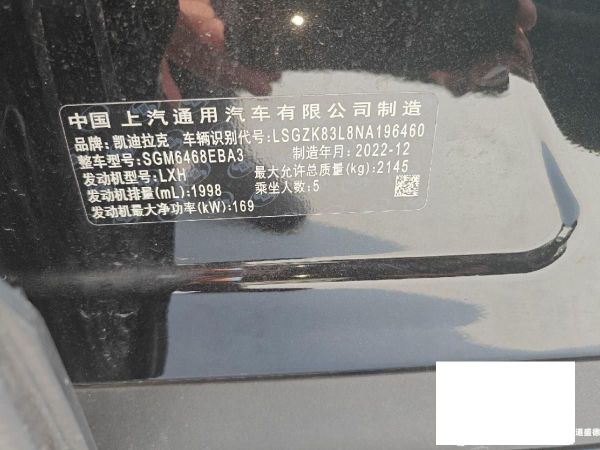 中国 上汽通用汽车有限公司制造
品牌: 凯迪拉克 车辆识别代号: LSGZK83L8NA196460
整车型号: SGM6468EBA3 制造年月: 2022-12
发动机型号: LXH 最大允许总质量(kg): 2145
发动机排量(mL): 1998 乘坐人数: 5
发动机最大净功率(kW): 169
道盛德